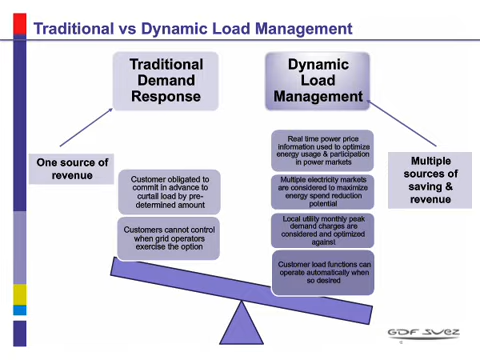 Traditional vs Dynamic Load Management
Traditional
Demand
Response
Dynamic
Load
Management
One source of
revenue
Customer obligated to
commit in advance to
curtail load by pre-
determined amount
Customers cannot control
when grid operators
exercise the option
Real time power price
information used to optimize
energy usage & participation
in power markets
Multiple electricity markets
are considered to maximize
energy spend reduction
potential
Local utility monthly peak
demand charges are
considered and optimized
against
Customer load functions can
operate automatically when
so desired
Multiple
sources of
saving &
revenue
GDF SUEZ